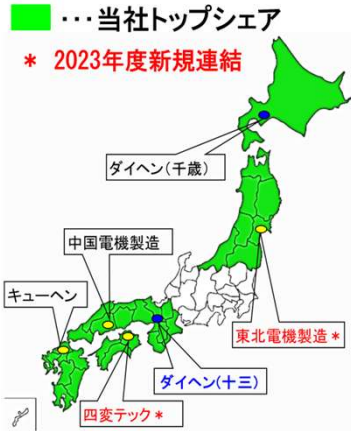 …当社トップシェア
* 2023年度新規連結
ダイヘン(千歳)
中国電機製造
キューヘン
東北電機製造*
ダイヘン(十三)
四変テック*